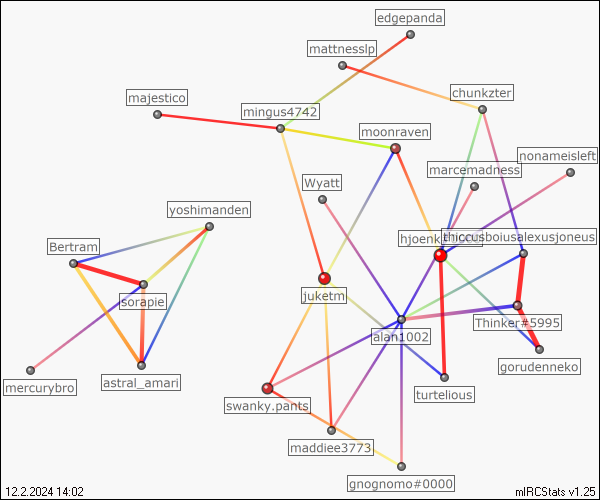 edgepanda
mattnesslp
chunkzter
majestico
mingus4742
moonraven
nonameisleft
marcemadness
Wyatt
yoshimanden
thiccusboiusalexusjoneus
Bertram
sorapie
juketm
Thinker#5995
alan1002
gorudenneko
mercurybro
astral_amari
turtelious
swanky.pants
maddiee3773
gnognomo#0000
12.2.2024 14:02
mIRCStats v1.25